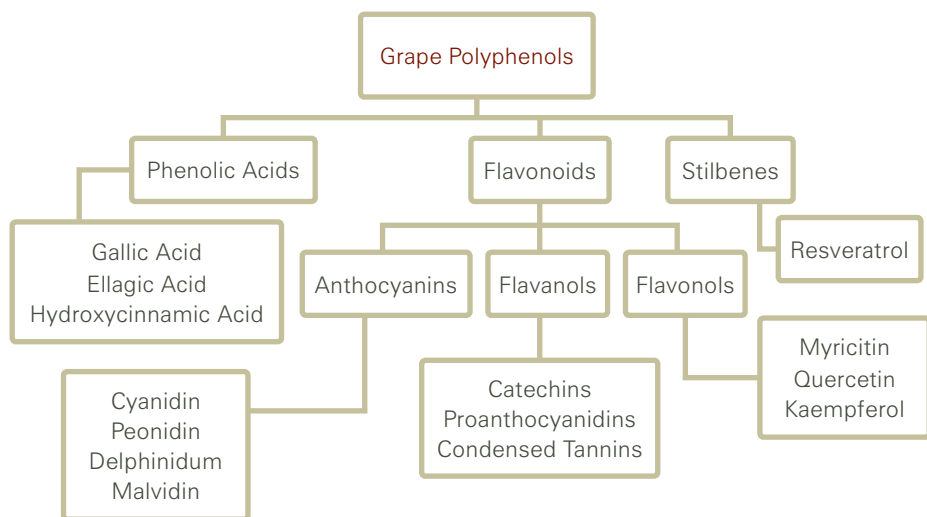 Grape Polyphenols
Phenolic Acids
Flavonoids
Stilbenes
Gallic Acid
Ellagic Acid
Hydroxycinnamic Acid
Anthocyanins
Flavanols
Flavonols
Resveratrol
Cyanidin
Peonidin
Delphinidum
Malvidin
Catechins
Proanthocyanidins
Condensed Tannins
Myricitin
Quercetin
Kaempferol